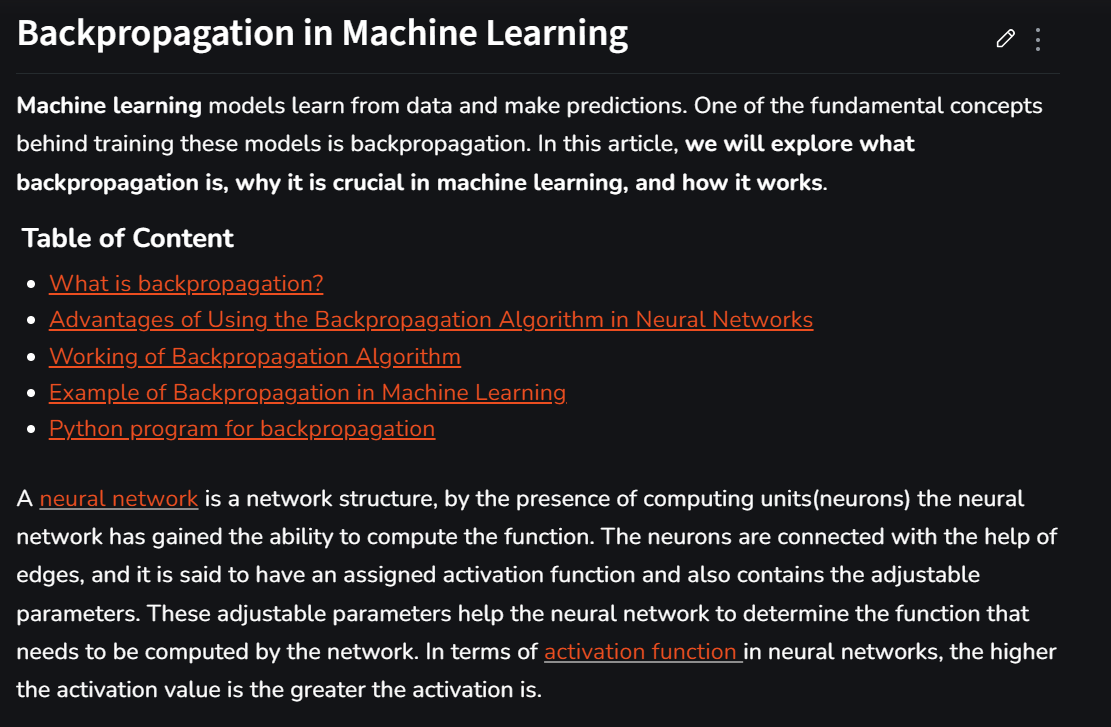 Backpropagation in Machine Learning
Machine learning models learn from data and make predictions. One of the fundamental concepts
behind training these models is backpropagation. In this article, we will explore what
backpropagation is, why it is crucial in machine learning, and how it works.
Table of Content
What is backpropagation?
Advantages of Using the Backpropagation Algorithm in Neural Networks
Working of Backpropagation Algorithm
Example of Backpropagation in Machine Learning
Python program for backpropagation
A neural network is a network structure, by the presence of computing units(neurons) the neural
network has gained the ability to compute the function. The neurons are connected with the help of
edges, and it is said to have an assigned activation function and also contains the adjustable
parameters. These adjustable parameters help the neural network to determine the function that
needs to be computed by the network. In terms of activation function in neural networks, the higher
the activation value is the greater the activation is.